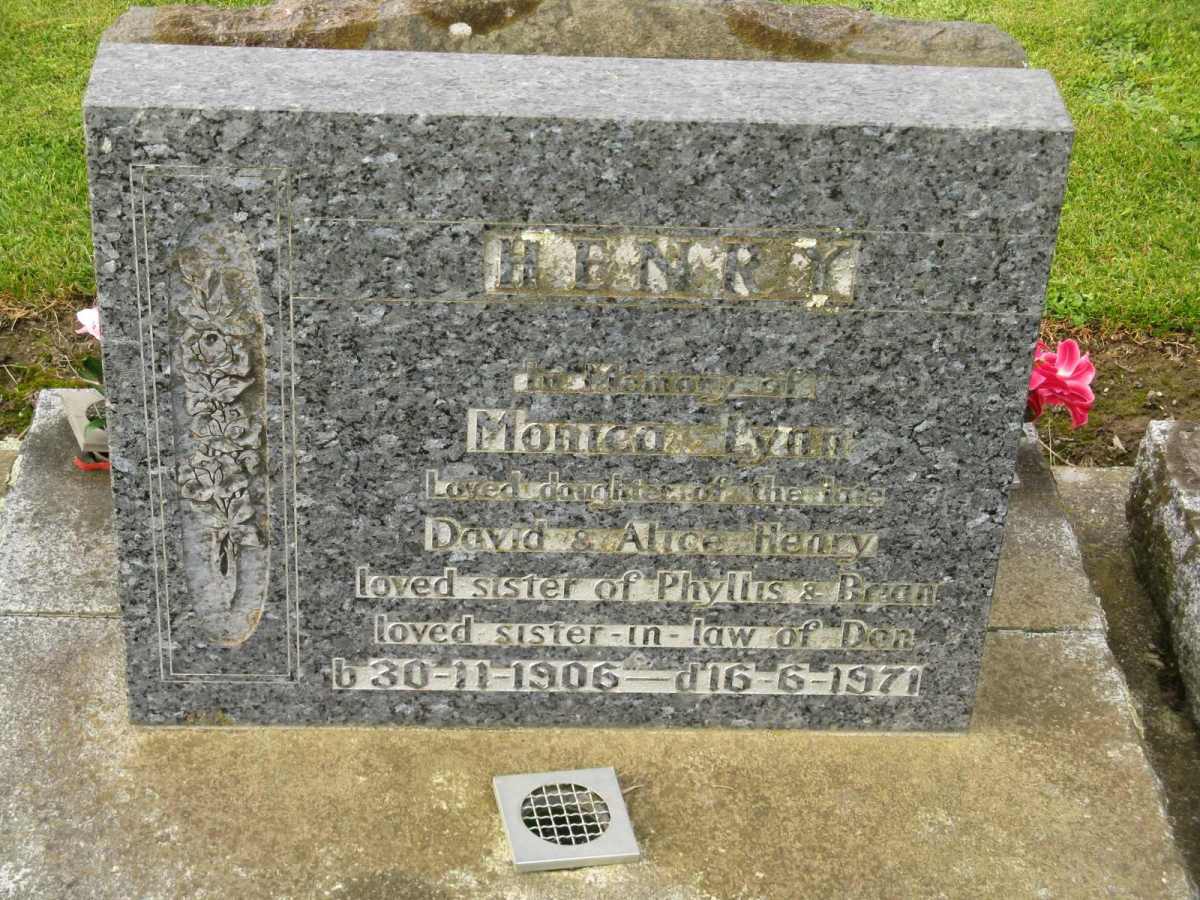 HENRY
In Memory of
Monica Lynn
Loved daughter of the late
David & Alice Henry
loved sister of Phyllis & Brian
loved sister-in-law of Don
b 30-11-1906 — d 16-6-1971